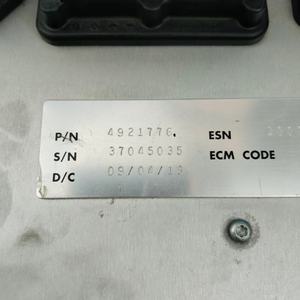 P/N 4921776. ESN
S/N 37045035 ECM CODE
D/C 09/04/13